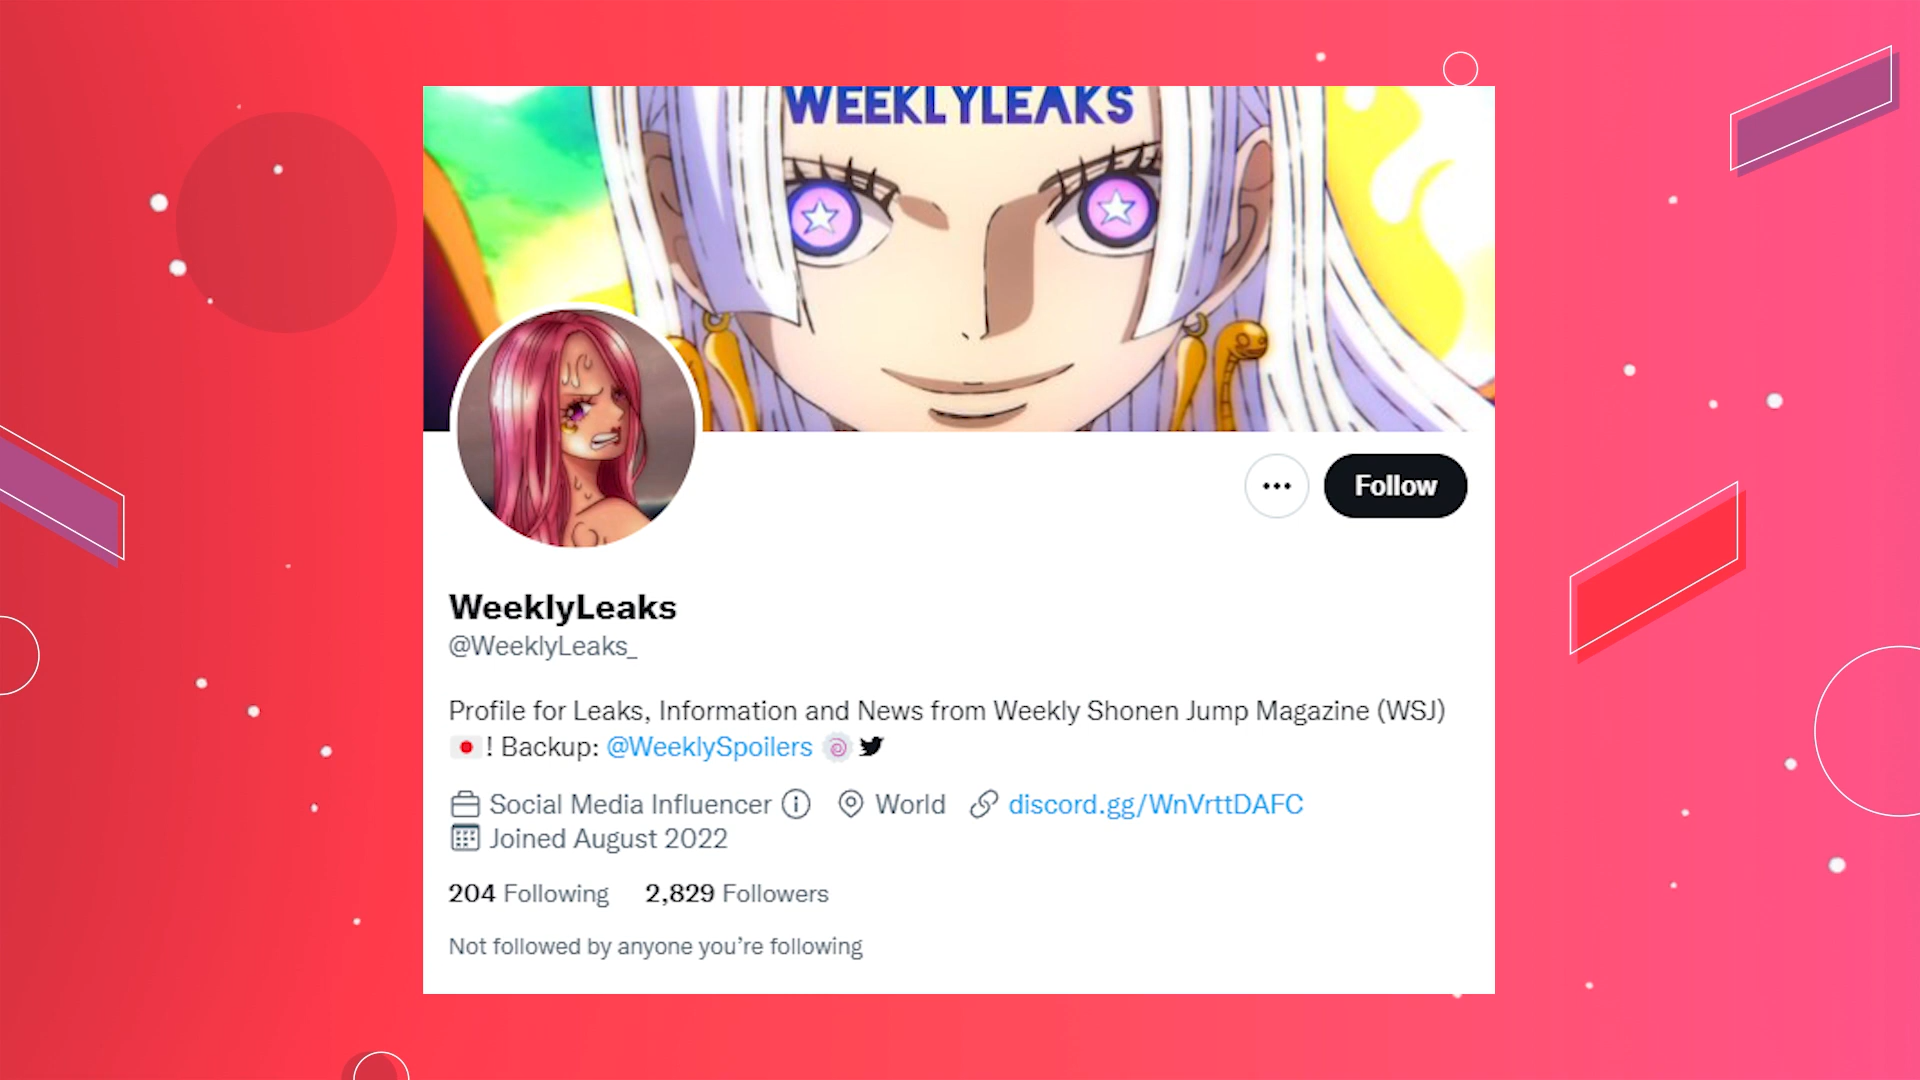 WEEKLYLEAKS
Follow
WeeklyLeaks
@WeeklyLeaks_
Profile for Leaks, Information and News from Weekly Shonen Jump Magazine (WSJ)
🇯🇵! Backup: @WeeklySpoilers 🍥🐦
Social Media Influencer World discord.gg/WnVrttDAFC
Joined August 2022
204 Following 2,829 Followers
Not followed by anyone you’re following